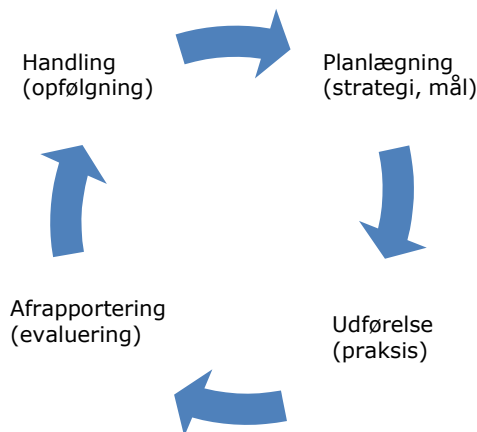 Handling
(opfølgning)
Planlægning
(strategi, mål)
Udførelse
(praksis)
Afrapportering
(evaluering)